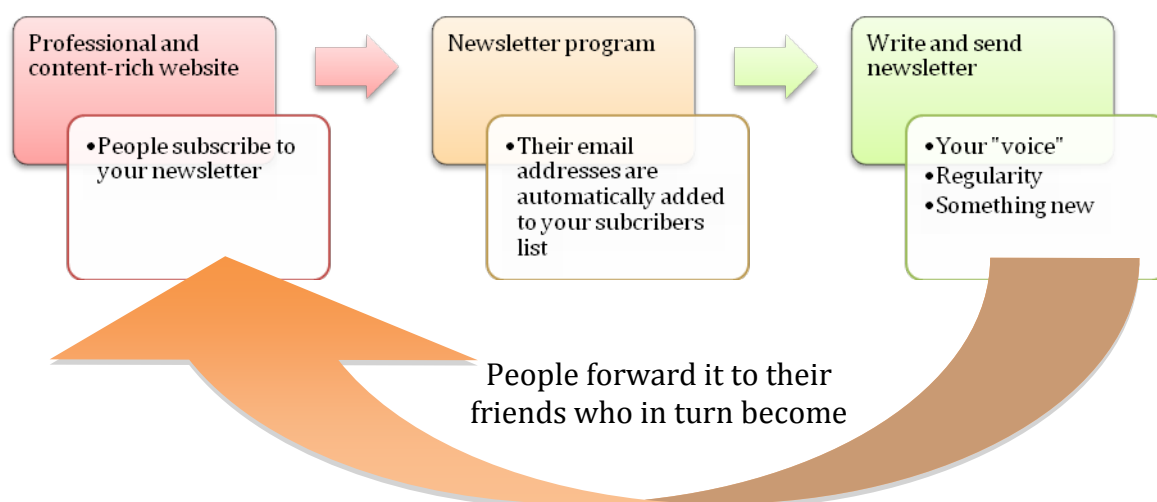 Professional and
content-rich website
•People subscribe to
your newsletter
Newsletter program
•Their email
addresses are
automatically added
to your subcribers
list
Write and send
newsletter
•Your "voice"
•Regularity
•Something new
People forward it to their
friends who in turn become